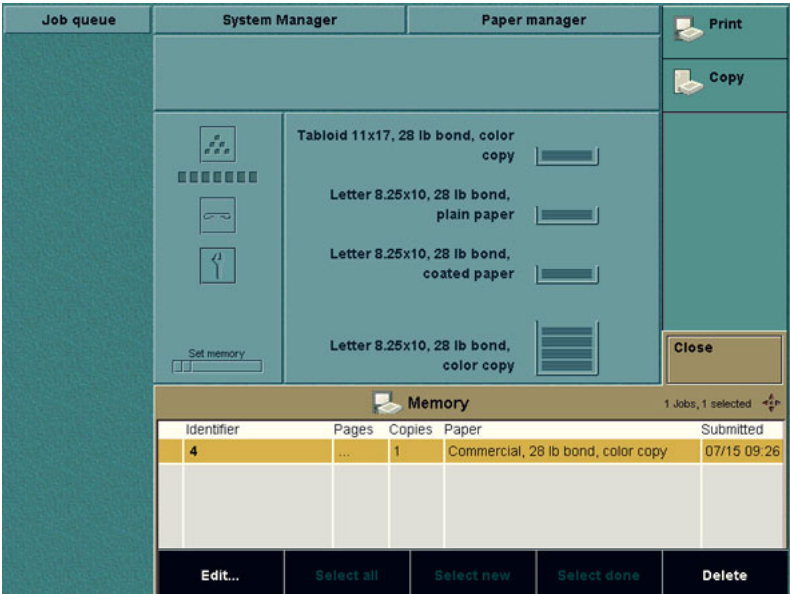 Job queue
System Manager
Paper manager
Print
Copy
Tabloid 11x17, 28 lb bond, color
copy
Letter 8.25x10, 28 lb bond,
plain paper
Letter 8.25x10, 28 lb bond,
coated paper
Set memory
Letter 8.25x10, 28 lb bond,
color copy
Close
Memory
1 Jobs, 1 selected
Identifier Pages Copies Paper Submitted
4 ... 1 Commercial, 28 lb bond, color copy 07/15 09:26
Edit... Select all Select new Select done Delete